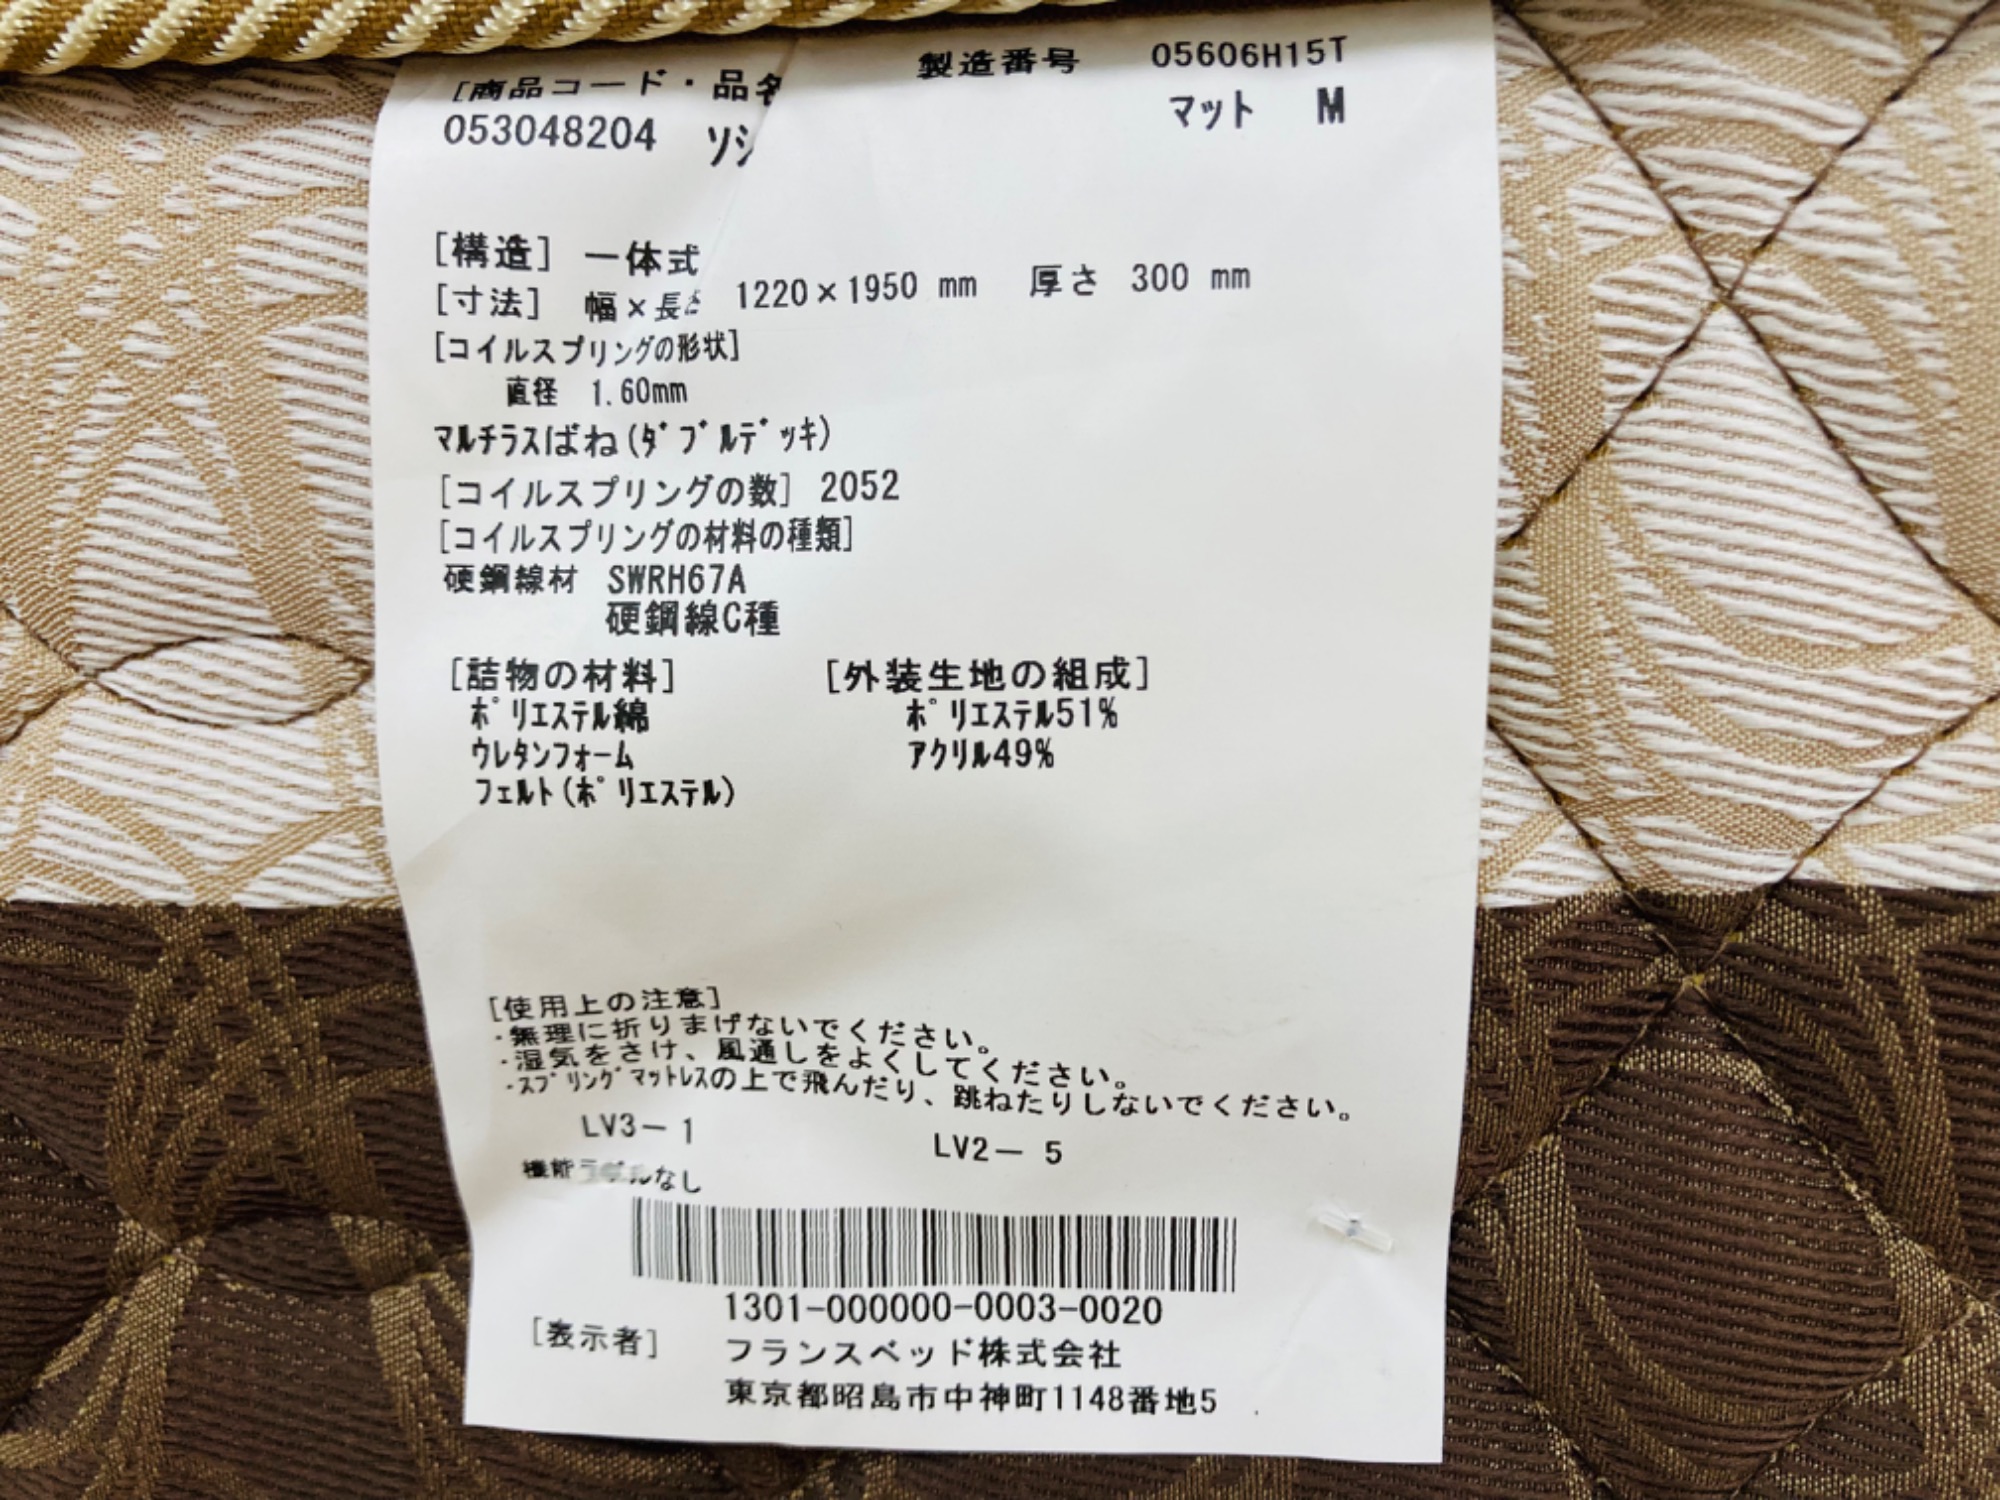 [商品コード・品名
製造番号 05606H15T
053048204 ソシ
マット M
[構造] 一体式
[寸法] 幅×長さ 1220×1950 mm 厚さ 300 mm
[コイルスプリングの形状]
直径 1.60mm
マルチラスばね(ダブルデッキ)
[コイルスプリングの数] 2052
[コイルスプリングの材料の種類]
硬鋼線材 SWRH67A
硬鋼線C種
[詰物の材料] [外装生地の組成]
ポリエステル綿 ポリエステル51%
ウレタンフォーム アクリル49%
フェルト(ポリエステル)
[使用上の注意]
・無理に折りまげないでください。
・湿気をさけ、風通しをよくしてください。
・スプリングマットレスの上で飛んだり、跳ねたりしないでください。
LV3－1 LV2－ 5
機能ラベルなし
1301-000000-0003-0020
[表示者] フランスベッド株式会社
東京都昭島市中神町1148番地5